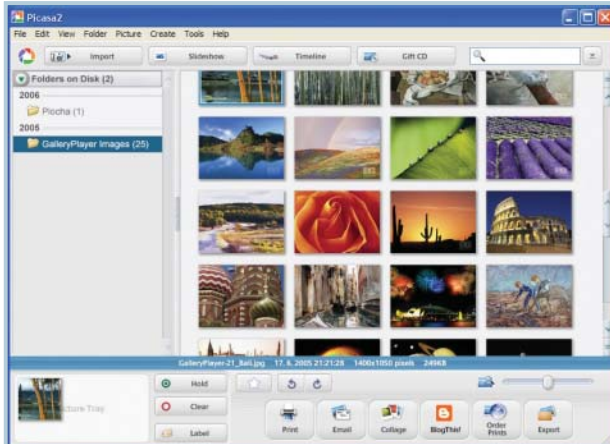 Picasa2
File Edit View Folder Picture Create Tools Help
Import Slideshow Timeline Gift CD
Folders on Disk (2)
2006
Plocha (1)
2005
GalleryPlayer Images (25)
GalleryPlayer-21_Bali.jpg 17. 6. 2005 21:21:28 1400x1050 pixels 249KB
Hold
Picture Tray
Clear
Label
Print Email Collage BlogThis! Order Prints Export